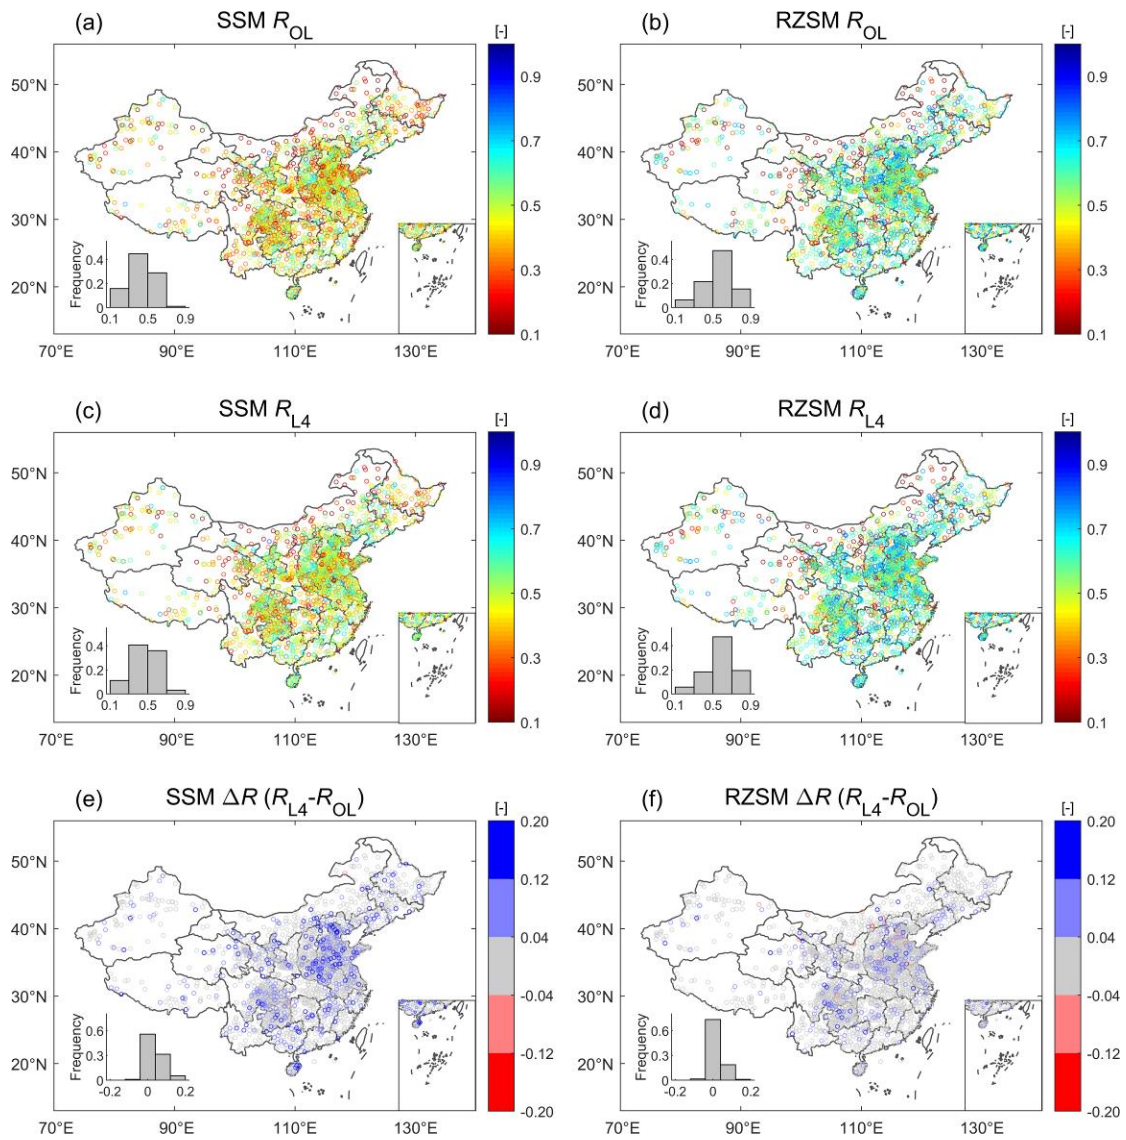 (a) SSM R_OL [-]
50°N
40°N
30°N
20°N
0.9
0.7
0.5
0.3
0.1
Frequency
0.4
0.2
0
0.1 0.5 0.9
70°E 90°E 110°E 130°E
(b) RZSM R_OL [-]
50°N
40°N
30°N
20°N
0.9
0.7
0.5
0.3
0.1
Frequency
0.4
0.2
0
0.1 0.5 0.9
70°E 90°E 110°E 130°E
(c) SSM R_L4 [-]
50°N
40°N
30°N
20°N
0.9
0.7
0.5
0.3
0.1
Frequency
0.4
0.2
0
0.1 0.5 0.9
70°E 90°E 110°E 130°E
(d) RZSM R_L4 [-]
50°N
40°N
30°N
20°N
0.9
0.7
0.5
0.3
0.1
Frequency
0.4
0.2
0
0.1 0.5 0.9
70°E 90°E 110°E 130°E
(e) SSM ΔR (R_L4-R_OL) [-]
50°N
40°N
30°N
20°N
0.20
0.12
0.04
-0.04
-0.12
-0.20
Frequency
0.6
0.3
0
-0.2 0 0.2
70°E 90°E 110°E 130°E
(f) RZSM ΔR (R_L4-R_OL) [-]
50°N
40°N
30°N
20°N
0.20
0.12
0.04
-0.04
-0.12
-0.20
Frequency
0.6
0.3
0
-0.2 0 0.2
70°E 90°E 110°E 130°E